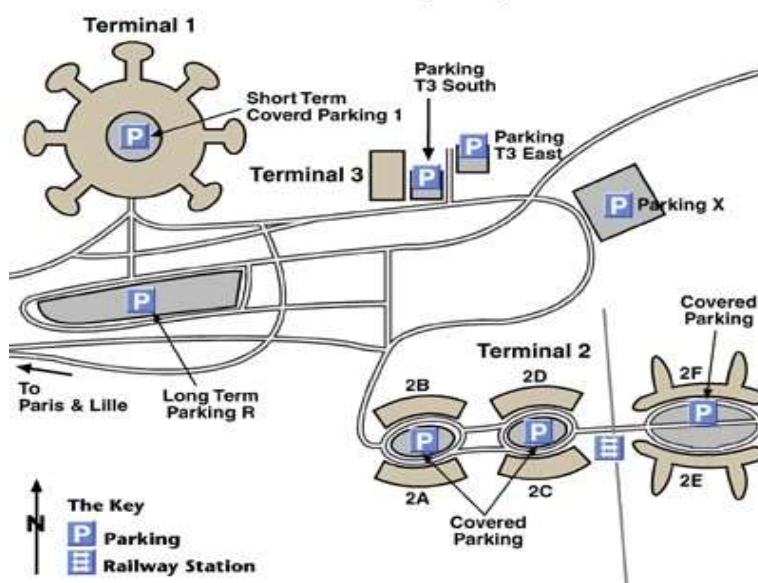 Terminal 1
Short Term
Coverd Parking 1
P
Parking
T3 South
Parking
T3 East
P
P
Terminal 3
Parking X
P
P
Long Term
Parking R
To
Paris & Lille
Terminal 2
Covered
Parking
2B
2D
2F
P
P
P
2A
2C
2E
Covered
Parking
N
The Key
P Parking
Railway Station